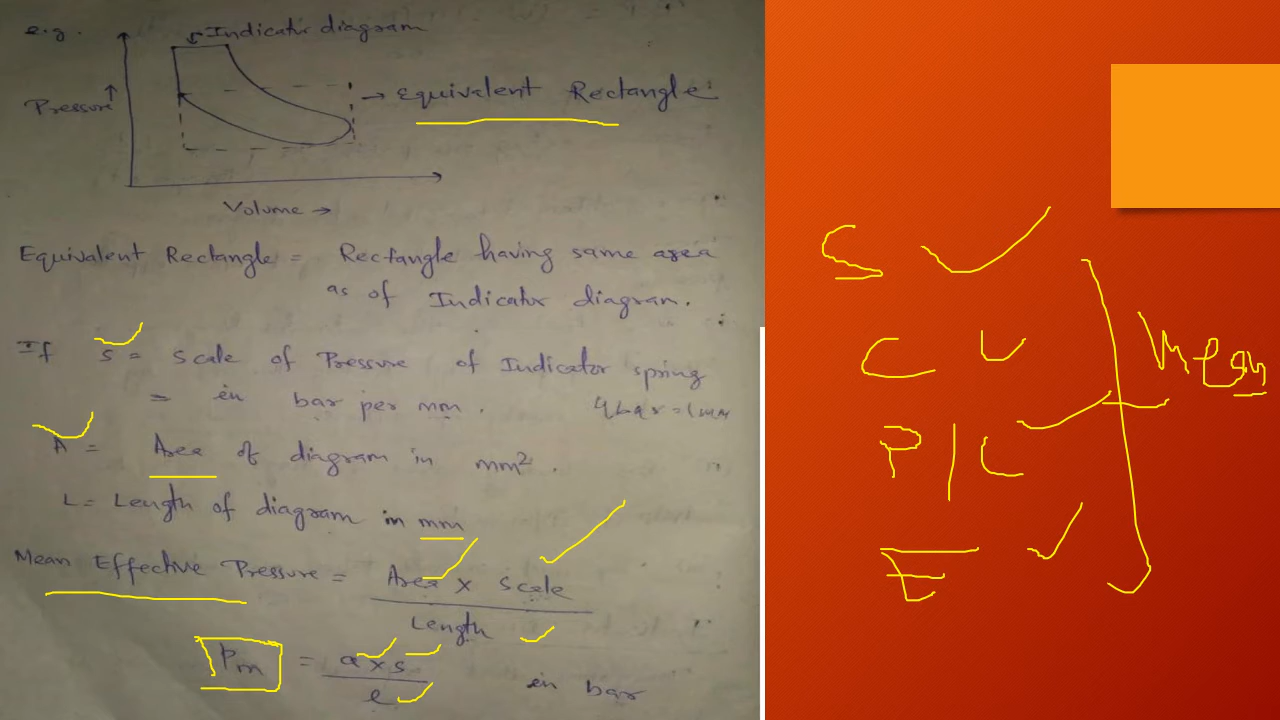 e.g.
Indicator diagram
Pressure ↑
→ Equivalent Rectangle
Volume →
Equivalent Rectangle = Rectangle having same area
as of Indicator diagram.
If s = Scale of Pressure of Indicator spring
= in bar per mm. 4bar = 1mm
A = Area of diagram in mm².
L = Length of diagram in mm
Mean Effective Pressure = Area × Scale
Length
Pm = a × s
l
in bar
S
C
P | C
E
Mean